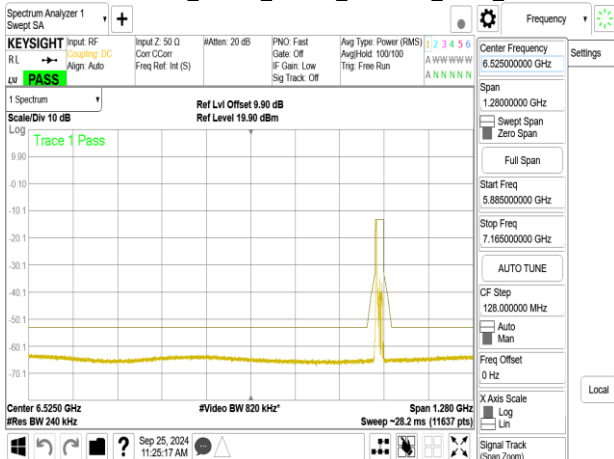 Spectrum Analyzer 1
Swept SA
Frequency
KEYSIGHT
Input: RF
Coupling: DC
Align: Auto
Input Z: 50 Ω
Corr CCorr
Freq Ref: Int (S)
#Atten: 20 dB
PNO: Fast
Gate: Off
IF Gain: Low
Sig Track: Off
Avg Type: Power (RMS)
Avg|Hold: 100/100
Trig: Free Run
1 2 3 4 5 6
A W W W W W
A N N N N N
RL
PASS
1 Spectrum
Scale/Div 10 dB
Ref Lvl Offset 9.90 dB
Ref Level 19.90 dBm
Log
Trace 1 Pass
9.90
-0.10
-10.1
-20.1
-30.1
-40.1
-50.1
-60.1
-70.1
Center 6.5250 GHz
#Video BW 820 kHz*
Span 1.280 GHz
#Res BW 240 kHz
Sweep ~28.2 ms (11637 pts)
Sep 25, 2024
11:25:17 AM
Center Frequency
6.525000000 GHz
Settings
Span
1.28000000 GHz
Swept Span
Zero Span
Full Span
Start Freq
5.885000000 GHz
Stop Freq
7.165000000 GHz
AUTO TUNE
CF Step
128.000000 MHz
Auto
Man
Freq Offset
0 Hz
Local
X Axis Scale
Log
Lin
Signal Track
(Span Zoom)